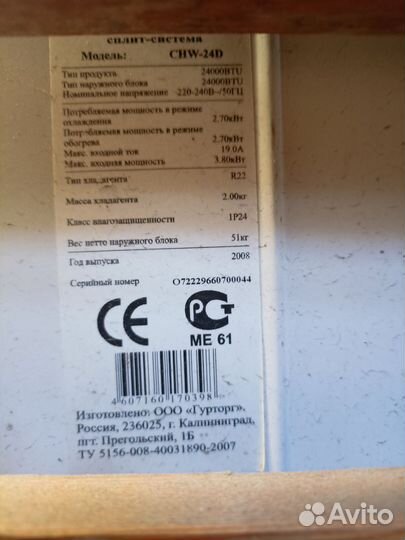 сплит-система
Модель: CHW-24D
Тип продукта 24000BTU
Тип наружного блока 24000BTU
Номинальное напряжение 220-240В~/50ГЦ
Потребляемая мощность в режиме
охлаждения 2.70кВт
Потребляемая мощность в режиме
обогрева 2.70кВт
Макс. входной ток 19.0А
Макс. входная мощность 3.80кВт
Тип хладагента R22
Масса хладагента 2.00кг
Класс влагозащищенности 1P24
Вес нетто наружного блока 51кг
Год выпуска 2008
Серийный номер O72229660700044
CE РСТ
ME 61
4607160170398
Изготовлено: ООО «Гурторг».
Россия, 236025, г. Калининград,
пгт. Прегольский, 1Б
ТУ 5156-008-40031890-2007
Avito